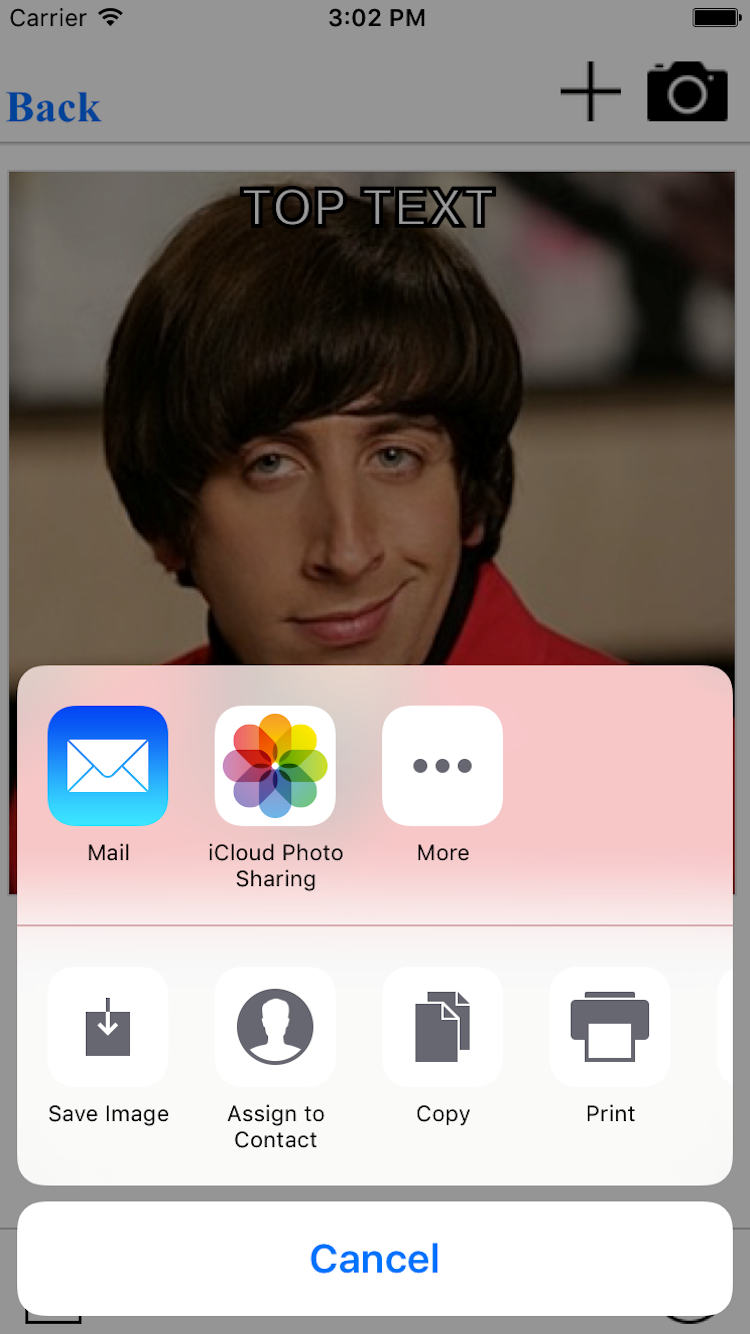 Carrier 3:02 PM
Back
TOP TEXT
Mail
iCloud Photo
Sharing
More
Save Image
Assign to
Contact
Copy
Print
Cancel